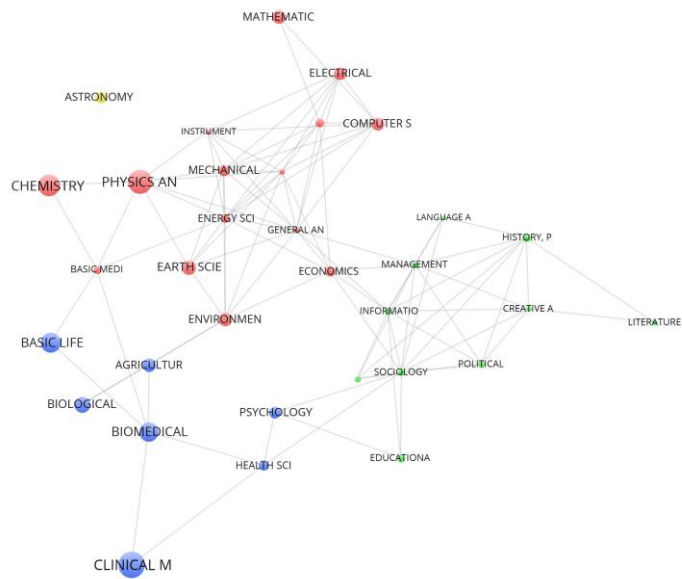 MATHEMATIC
ELECTRICAL
ASTRONOMY
INSTRUMENT
COMPUTER S
MECHANICAL
CHEMISTRY
PHYSICS AN
ENERGY SCI
LANGUAGE A
GENERAL AN
HISTORY, P
EARTH SCIE
BASIC MEDI
ECONOMICS
MANAGEMENT
ENVIRONMEN
INFORMATIO
CREATIVE A
LITERATURE
BASIC LIFE
AGRICULTUR
SOCIOLOGY
POLITICAL
BIOLOGICAL
PSYCHOLOGY
BIOMEDICAL
HEALTH SCI
EDUCATIONA
CLINICAL M